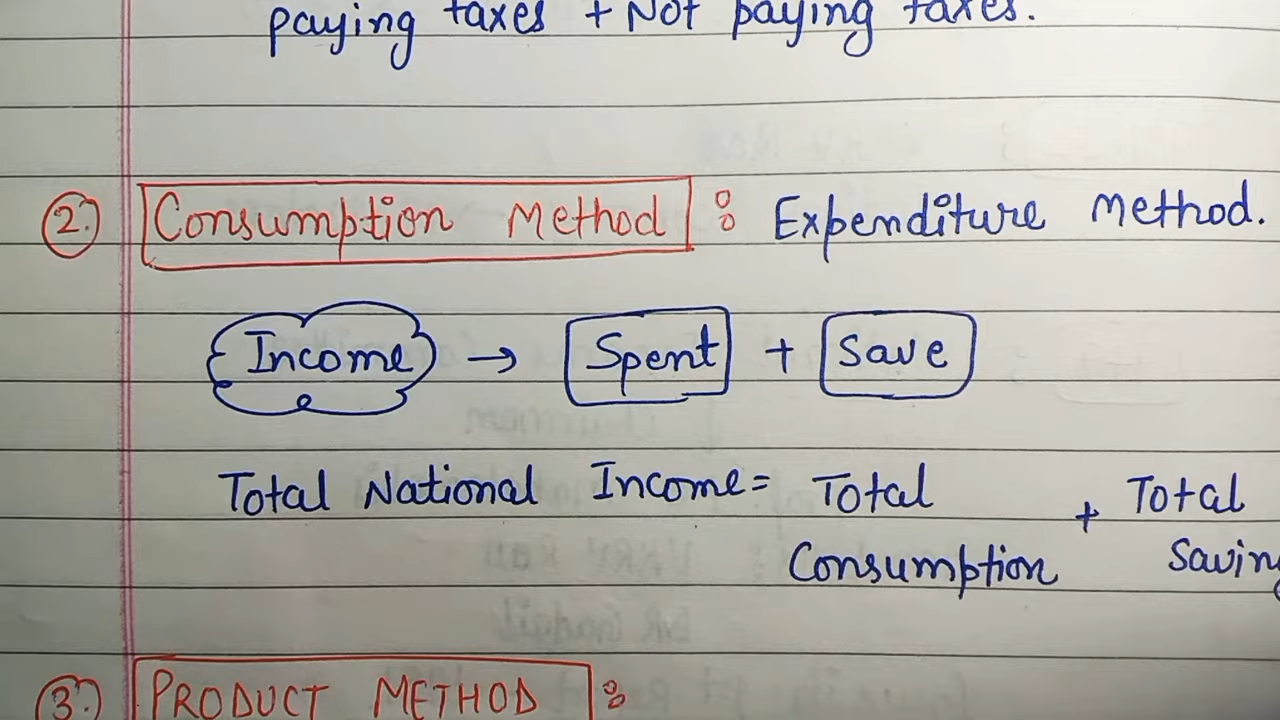 paying taxes + Not paying taxes.
2.) Consumption Method : Expenditure Method.
Income → Spent + Save
Total National Income = Total + Total
Consumption Saving
3.) PRODUCT METHOD :